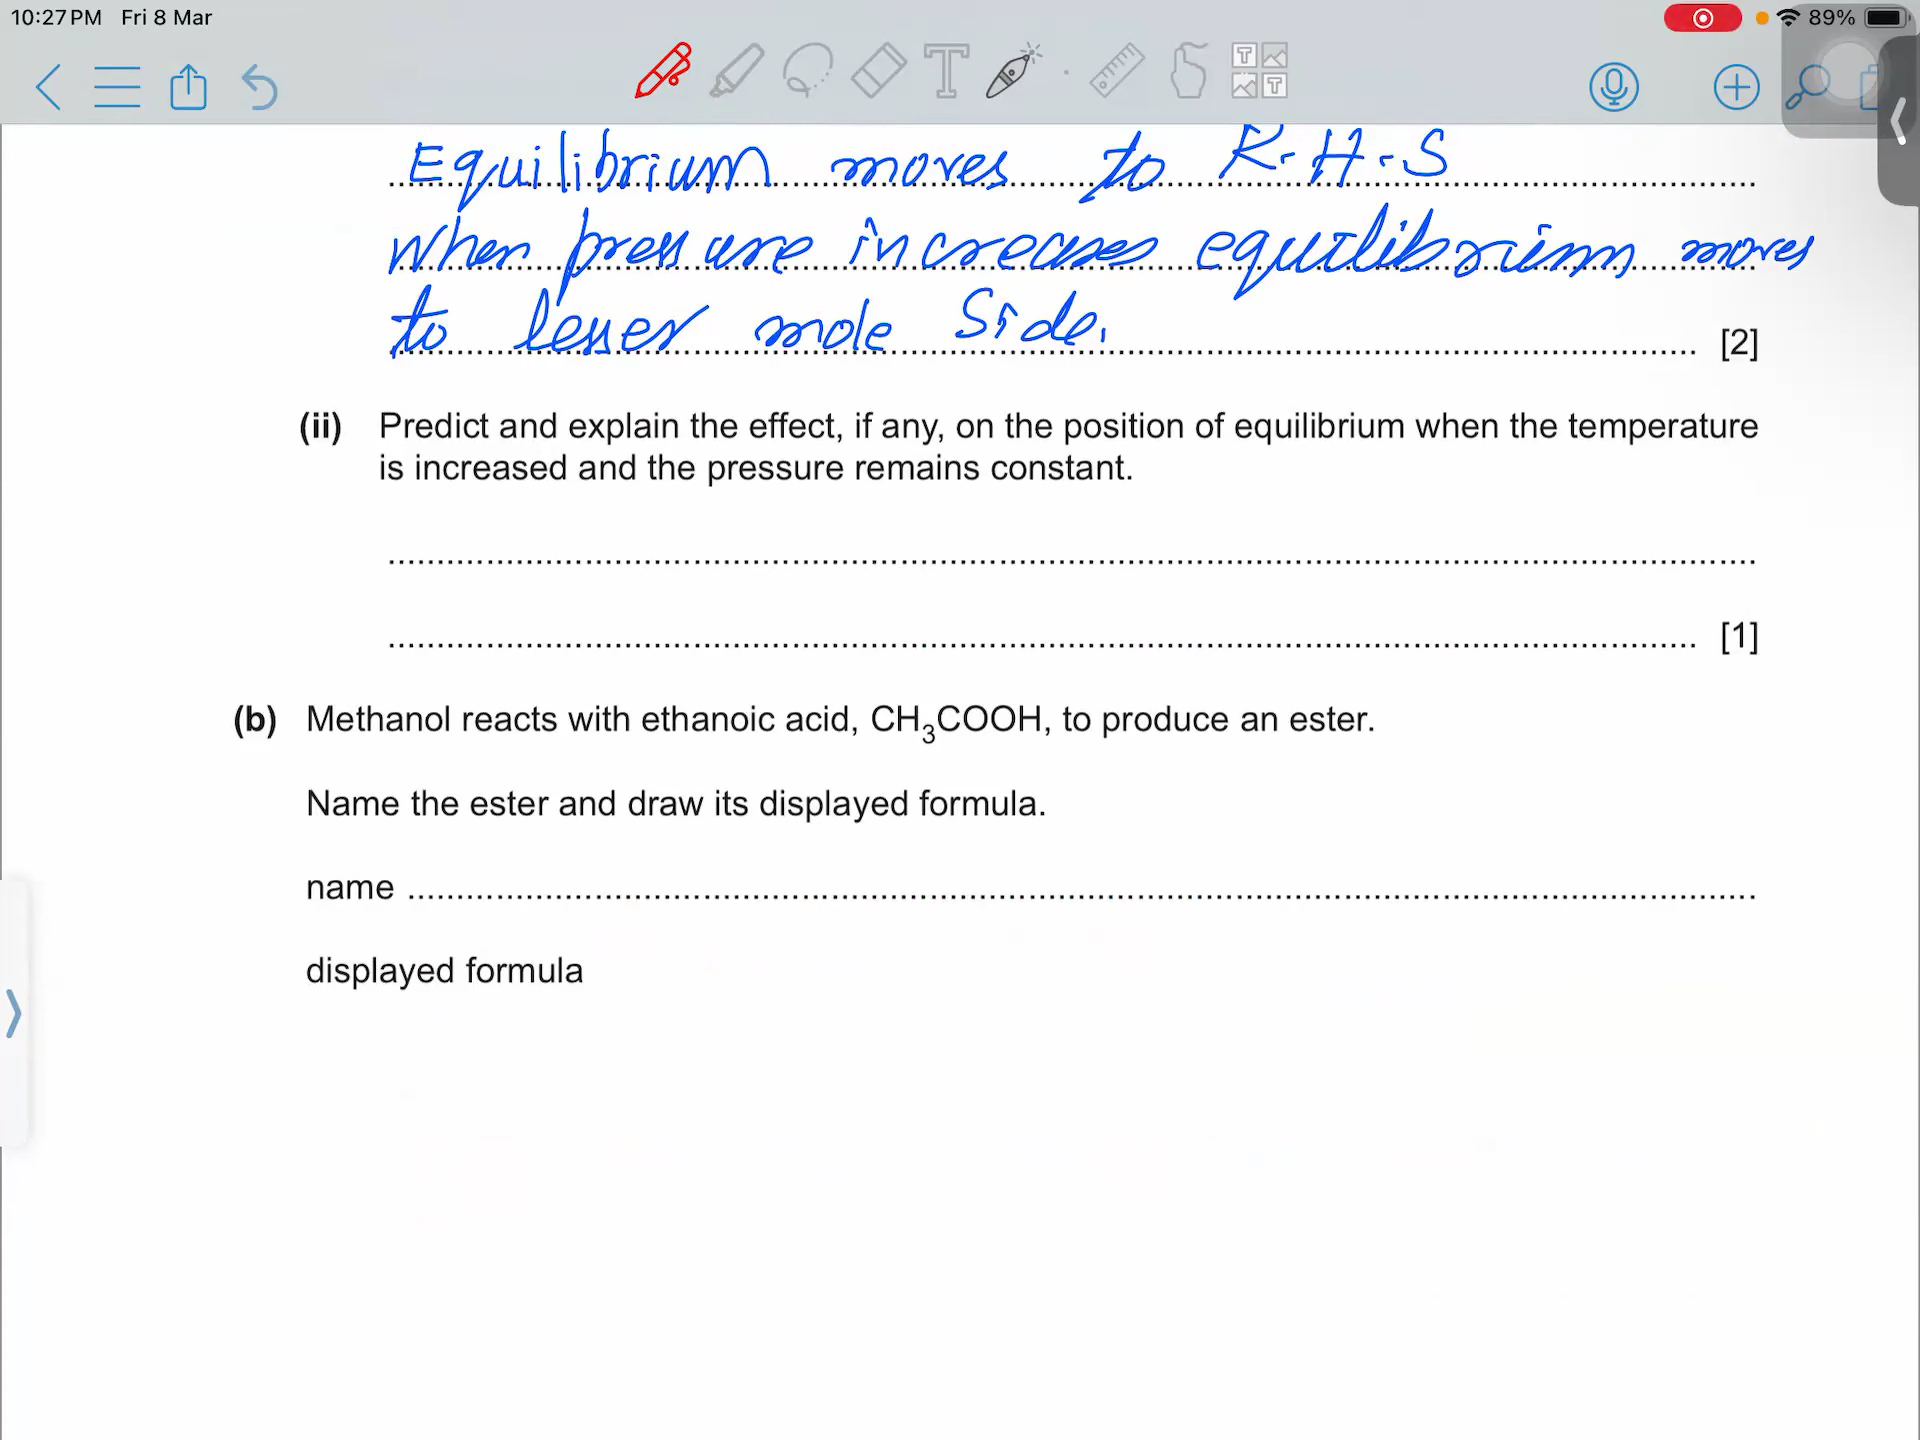 10:27 PM Fri 8 Mar
89%
Equilibrium moves to R.H.S
when pressure increases equilibrium moves
to lesser mole side. [2]
(ii) Predict and explain the effect, if any, on the position of equilibrium when the temperature
is increased and the pressure remains constant.
[1]
(b) Methanol reacts with ethanoic acid, CH₃COOH, to produce an ester.
Name the ester and draw its displayed formula.
name
displayed formula